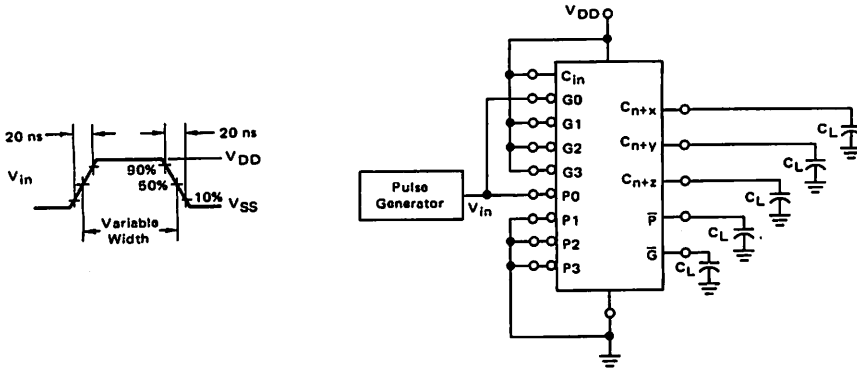 20 ns
20 ns
V_in
90%
50%
10%
V_DD
V_SS
Variable
Width
Pulse
Generator
V_in
V_DD
C_in
G0
G1
G2
G3
P0
P1
P2
P3
C_n+x
C_n+y
C_n+z
P̅
G̅
C_L
C_L
C_L
C_L
C_L